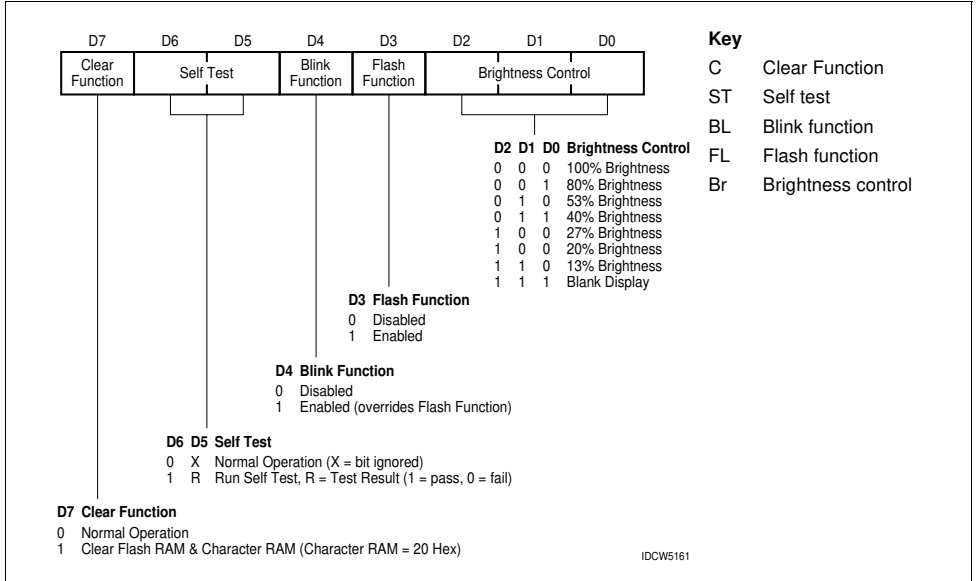 D7 D6 D5 D4 D3 D2 D1 D0
Clear Function
Self Test
Blink Function
Flash Function
Brightness Control
D2 D1 D0 Brightness Control
0 0 0 100% Brightness
0 0 1 80% Brightness
0 1 0 53% Brightness
0 1 1 40% Brightness
1 0 0 27% Brightness
1 0 0 20% Brightness
1 1 0 13% Brightness
1 1 1 Blank Display
D3 Flash Function
0 Disabled
1 Enabled
D4 Blink Function
0 Disabled
1 Enabled (overrides Flash Function)
D6 D5 Self Test
0 X Normal Operation (X = bit ignored)
1 R Run Self Test, R = Test Result (1 = pass, 0 = fail)
D7 Clear Function
0 Normal Operation
1 Clear Flash RAM & Character RAM (Character RAM = 20 Hex)
IDCW5161
Key
C Clear Function
ST Self test
BL Blink function
FL Flash function
Br Brightness control